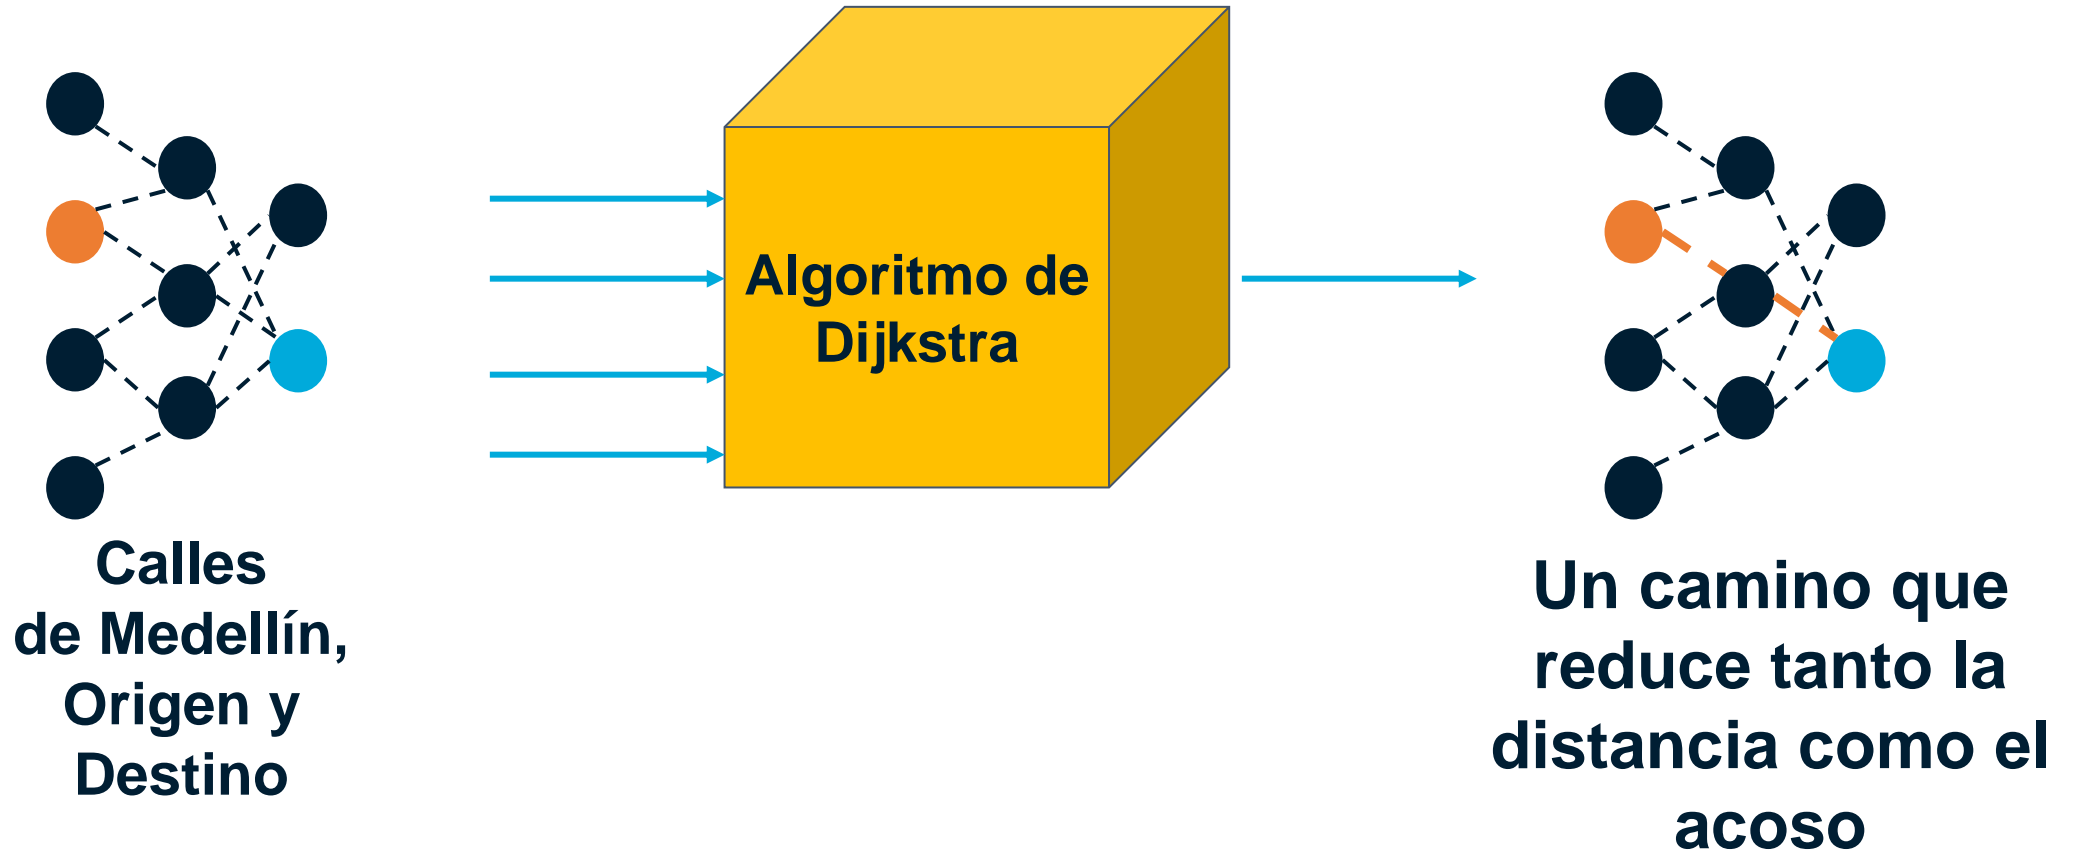 Calles
de Medellín,
Origen y
Destino
Algoritmo de
Dijkstra
Un camino que
reduce tanto la
distancia como el
acoso